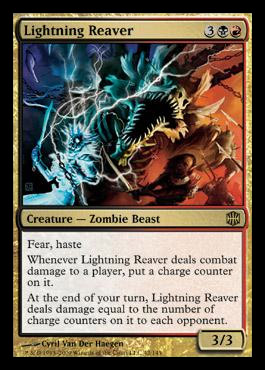 Lightning Reaver 3
Creature — Zombie Beast
Fear, haste
Whenever Lightning Reaver deals combat
damage to a player, put a charge counter
on it.
At the end of your turn, Lightning Reaver
deals damage equal to the number of
charge counters on it to each opponent.
Cyril Van Der Haegen
3/3